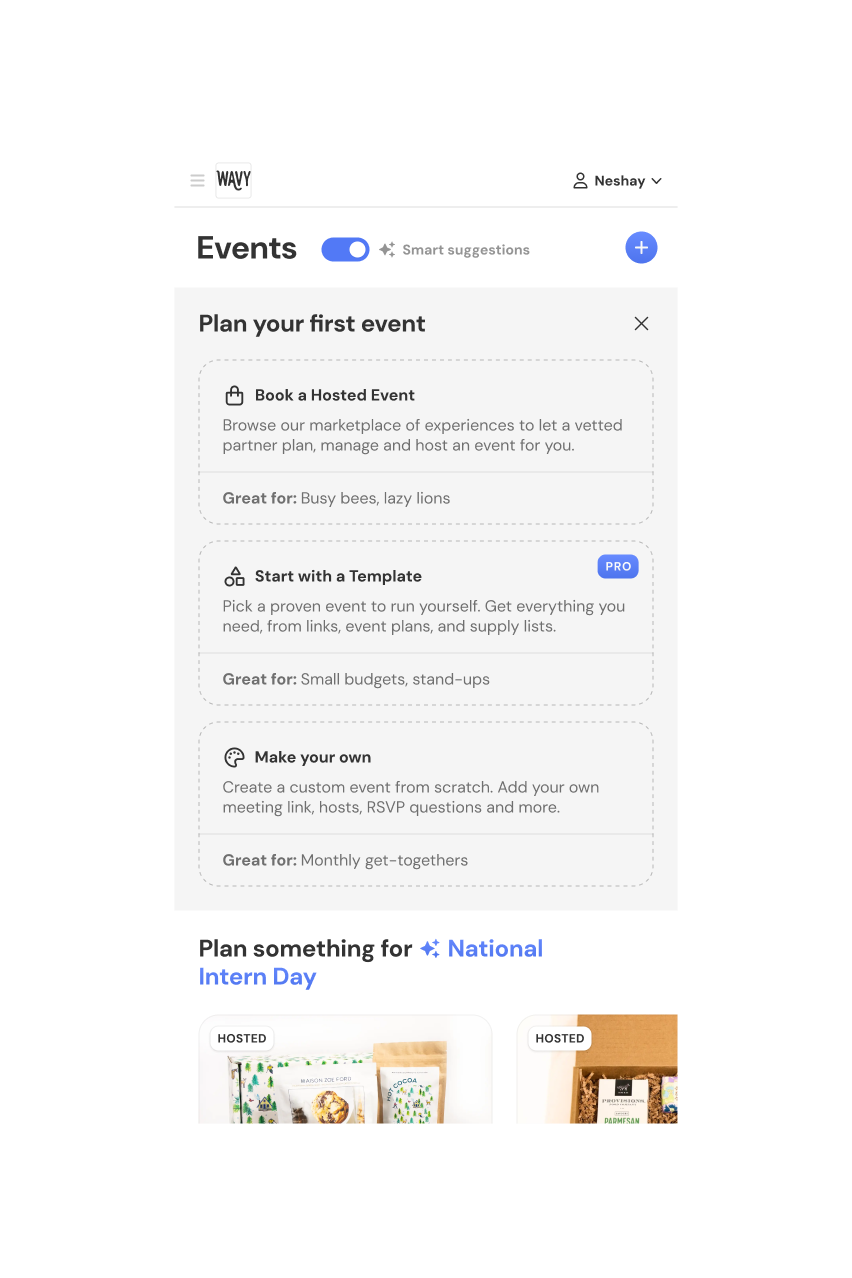 WAVY
Neshay
Events
Smart suggestions
Plan your first event
Book a Hosted Event
Browse our marketplace of experiences to let a vetted
partner plan, manage and host an event for you.
Great for: Busy bees, lazy lions
Start with a Template
PRO
Pick a proven event to run yourself. Get everything you
need, from links, event plans, and supply lists.
Great for: Small budgets, stand-ups
Make your own
Create a custom event from scratch. Add your own
meeting link, hosts, RSVP questions and more.
Great for: Monthly get-togethers
Plan something for National
Intern Day
HOSTED
MAISON ZOE FORD
HOT COCOA
HOSTED
PROVISIONS
PARMESAN